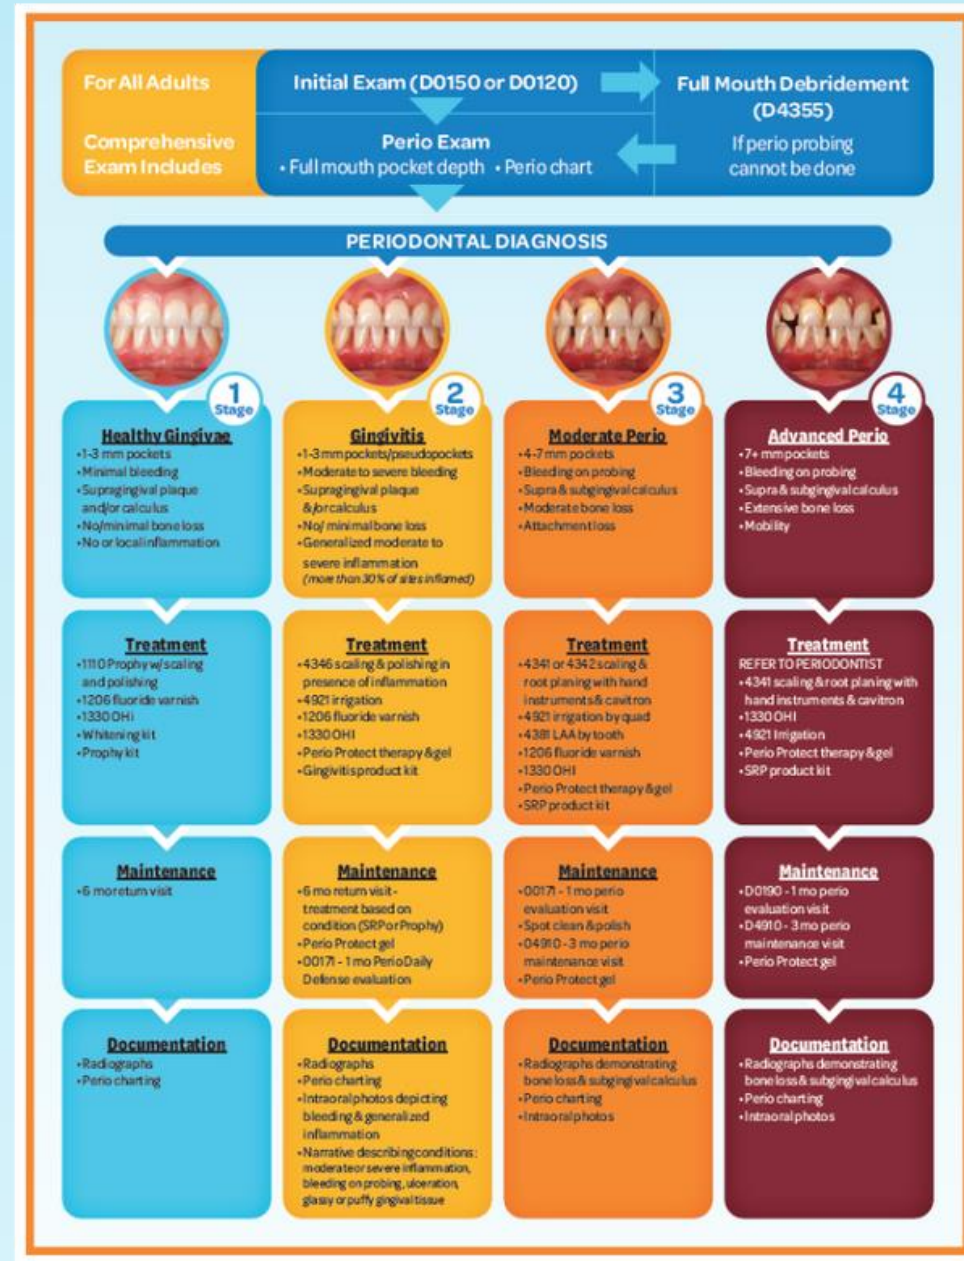 For All Adults
Initial Exam (D0150 or D0120)
Full Mouth Debridement
(D4355)
Comprehensive
Exam Includes
Perio Exam
• Full mouth pocket depth • Perio chart
If perio probing
cannot be done
PERIODONTAL DIAGNOSIS
1
Stage
Healthy Gingivae
•1-3 mm pockets
•Minimal bleeding
•Supragingival plaque
and/or calculus
•No/minimal bone loss
•No or local inflammation
Treatment
•1110 Prophy w/ scaling
and polishing
•1206 fluoride varnish
•1330 OHI
•Whitening kit
•Prophy kit
Maintenance
•6 mo return visit
Documentation
•Radiographs
•Perio charting
2
Stage
Gingivitis
•1-3 mm pockets/pseudopockets
•Moderate to severe bleeding
•Supragingival plaque
&/or calculus
•No/ minimal bone loss
•Generalized moderate to
severe inflammation
(more than 30% of sites inflamed)
Treatment
•4346 scaling & polishing in
presence of inflammation
•4921 irrigation
•1206 fluoride varnish
•1330 OHI
•Perio Protect therapy & gel
•Gingivitis product kit
Maintenance
•6 mo return visit-
treatment based on
condition (SRP or Prophy)
•Perio Protect gel
•00171 - 1 mo Perio Daily
Defense evaluation
Documentation
•Radiographs
•Perio charting
•Intraoral photos depicting
bleeding & generalized
inflammation
•Narrative describing conditions:
moderate or severe inflammation,
bleeding on probing, ulceration,
glassy or puffy gingival tissue
3
Stage
Moderate Perio
•4-7 mm pockets
•Bleeding on probing
•Supra & subgingival calculus
•Moderate bone loss
•Attachment loss
Treatment
•4341 or 4342 scaling &
root planing with hand
instruments & cavitron
•4921 irrigation by quad
•4381 LAA by tooth
•1206 fluoride varnish
•1330 OHI
•Perio Protect therapy & gel
•SRP product kit
Maintenance
•00171 - 1 mo perio
evaluation visit
•Spot clean & polish
•04910 - 3 mo perio
maintenance visit
•Perio Protect gel
Documentation
•Radiographs demonstrating
bone loss & subgingival calculus
•Perio charting
•Intraoral photos
4
Stage
Advanced Perio
•7+ mm pockets
•Bleeding on probing
•Supra & subgingival calculus
•Extensive bone loss
•Mobility
Treatment
REFER TO PERIODONTIST
•4341 scaling & root planing with
hand instruments & cavitron
•1330 OHI
•4921 Irrigation
•Perio Protect therapy & gel
•SRP product kit
Maintenance
•D0190 - 1 mo perio
evaluation visit
•D4910 - 3 mo perio
maintenance visit
•Perio Protect gel
Documentation
•Radiographs demonstrating
bone loss & subgingival calculus
•Perio charting
•Intraoral photos